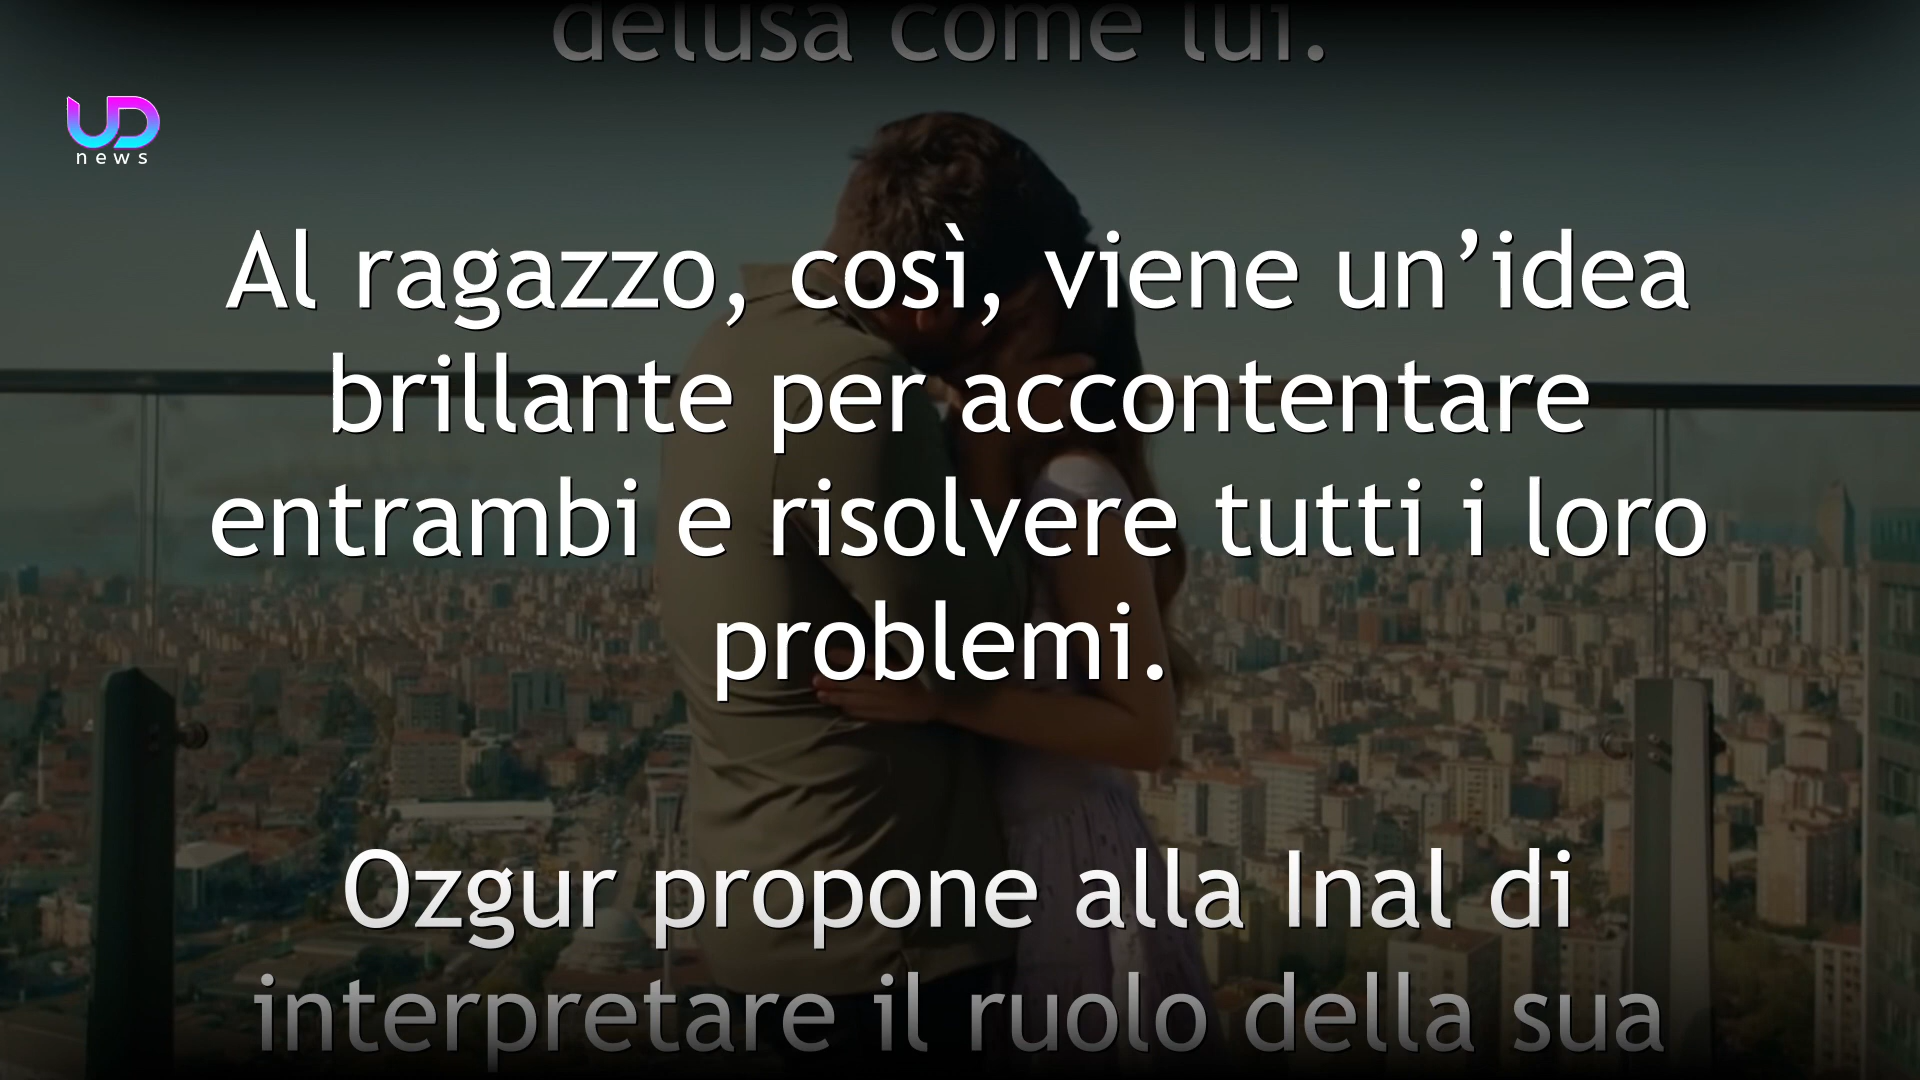 delusa come lui.
UD
news
Al ragazzo, così, viene un’idea
brillante per accontentare
entrambi e risolvere tutti i loro
problemi.
Ozgur propone alla Inal di
interpretare il ruolo della sua